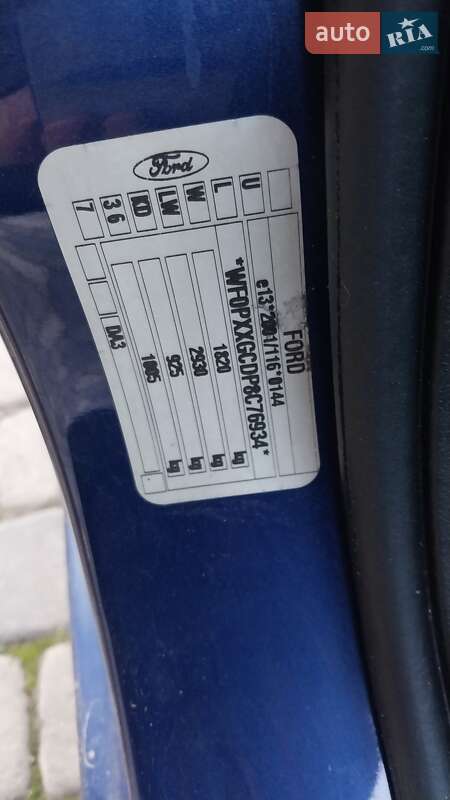 auto RIA
.com
Ford
FORD
e13*2001/116*0144
*WF0PXXGCDP8C76934*
1820 kg
2930 kg
925 kg
kg
DA3
U
L
W
LW
KD
3 6
7